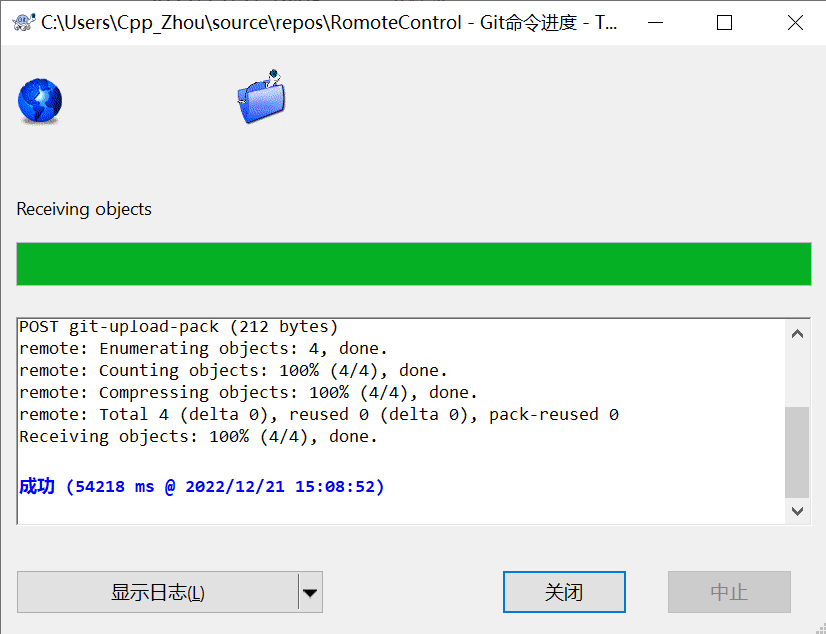 C:\Users\Cpp_Zhou\source\repos\RomoteControl - Git命令进度 - T...
Receiving objects
POST git-upload-pack (212 bytes)
remote: Enumerating objects: 4, done.
remote: Counting objects: 100% (4/4), done.
remote: Compressing objects: 100% (4/4), done.
remote: Total 4 (delta 0), reused 0 (delta 0), pack-reused 0
Receiving objects: 100% (4/4), done.
成功 (54218 ms @ 2022/12/21 15:08:52)
显示日志(L)
关闭
中止